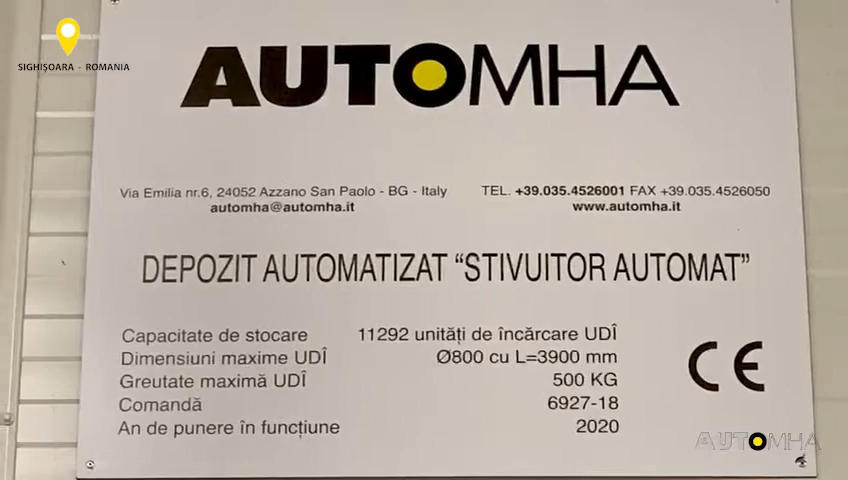 SIGHIȘOARA - ROMANIA
AUTOMHA
Via Emilia nr.6, 24052 Azzano San Paolo - BG - Italy
automha@automha.it
TEL. +39.035.4526001 FAX +39.035.4526050
www.automha.it
DEPOZIT AUTOMATIZAT “STIVUITOR AUTOMAT”
Capacitate de stocare 11292 unități de încărcare UDÎ
Dimensiuni maxime UDÎ Ø800 cu L=3900 mm
Greutate maximă UDÎ 500 KG
Comandă 6927-18
An de punere în funcțiune 2020
CE
AUTOMHA